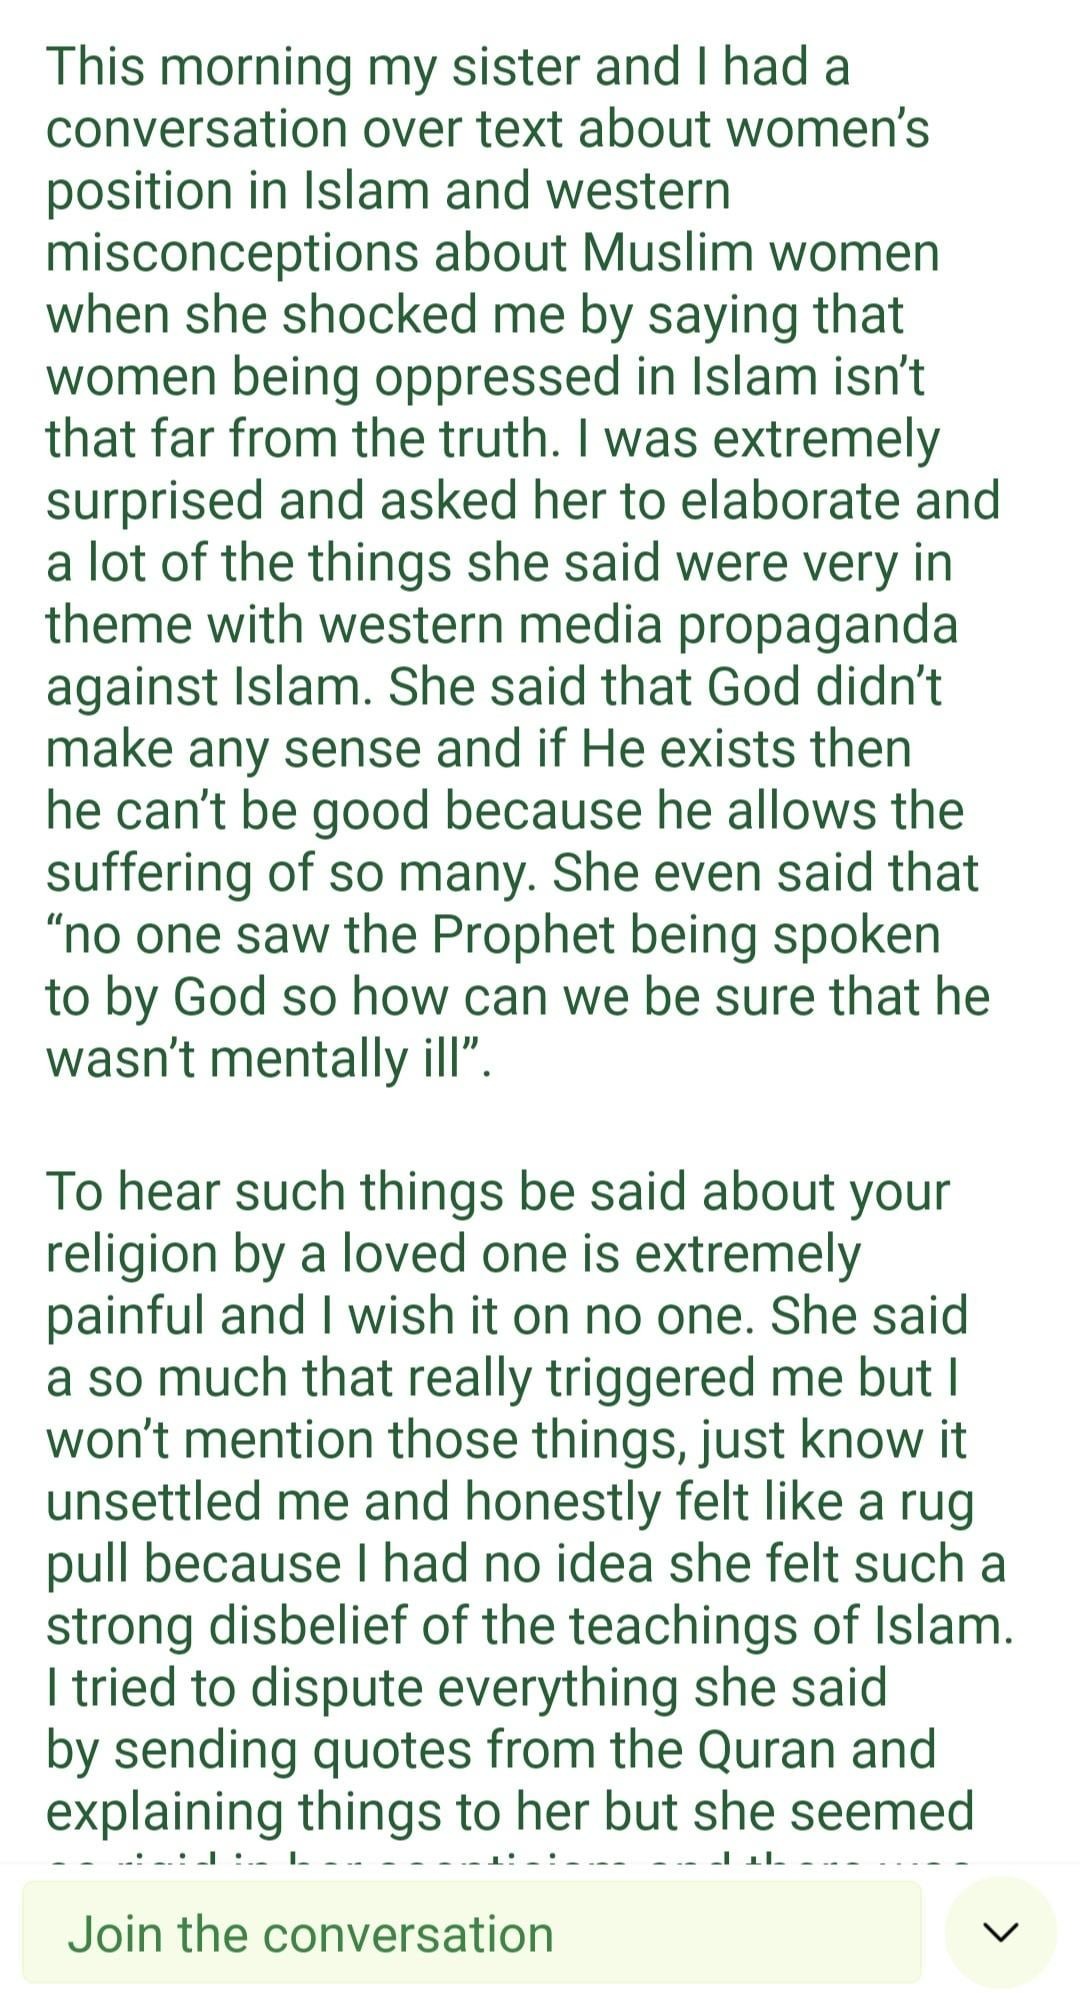 This morning my sister and I had a
conversation over text about women’s
position in Islam and western
misconceptions about Muslim women
when she shocked me by saying that
women being oppressed in Islam isn’t
that far from the truth. I was extremely
surprised and asked her to elaborate and
a lot of the things she said were very in
theme with western media propaganda
against Islam. She said that God didn’t
make any sense and if He exists then
he can’t be good because he allows the
suffering of so many. She even said that
“no one saw the Prophet being spoken
to by God so how can we be sure that he
wasn’t mentally ill”.
To hear such things be said about your
religion by a loved one is extremely
painful and I wish it on no one. She said
a so much that really triggered me but I
won’t mention those things, just know it
unsettled me and honestly felt like a rug
pull because I had no idea she felt such a
strong disbelief of the teachings of Islam.
I tried to dispute everything she said
by sending quotes from the Quran and
explaining things to her but she seemed
Join the conversation